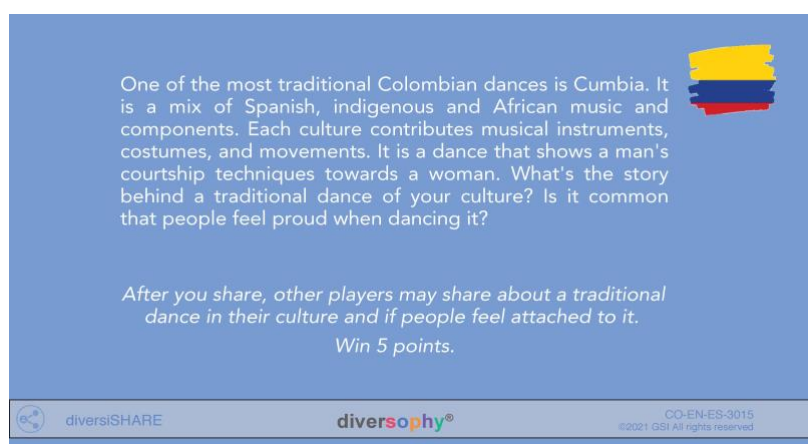 One of the most traditional Colombian dances is Cumbia. It
is a mix of Spanish, indigenous and African music and
components. Each culture contributes musical instruments,
costumes, and movements. It is a dance that shows a man's
courtship techniques towards a woman. What's the story
behind a traditional dance of your culture? Is it common
that people feel proud when dancing it?
After you share, other players may share about a traditional
dance in their culture and if people feel attached to it.
Win 5 points.
diversiSHARE
diversophy®
CO-EN-ES-3015
©2021 GSI All rights reserved